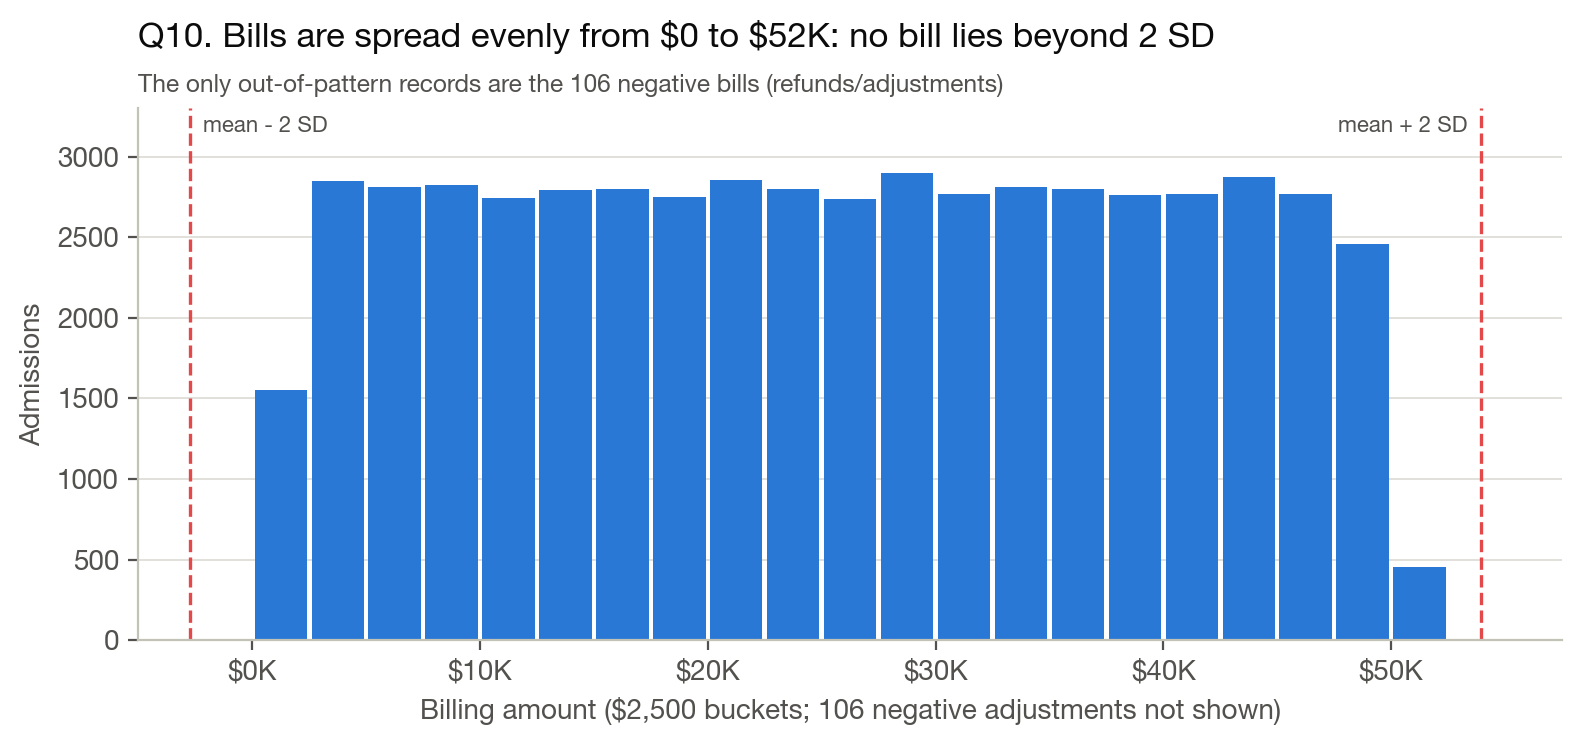 Q10. Bills are spread evenly from $0 to $52K: no bill lies beyond 2 SD
The only out-of-pattern records are the 106 negative bills (refunds/adjustments)
mean - 2 SD
mean + 2 SD
3000
2500
2000
1500
1000
500
0
Admissions
$0K
$10K
$20K
$30K
$40K
$50K
Billing amount ($2,500 buckets; 106 negative adjustments not shown)